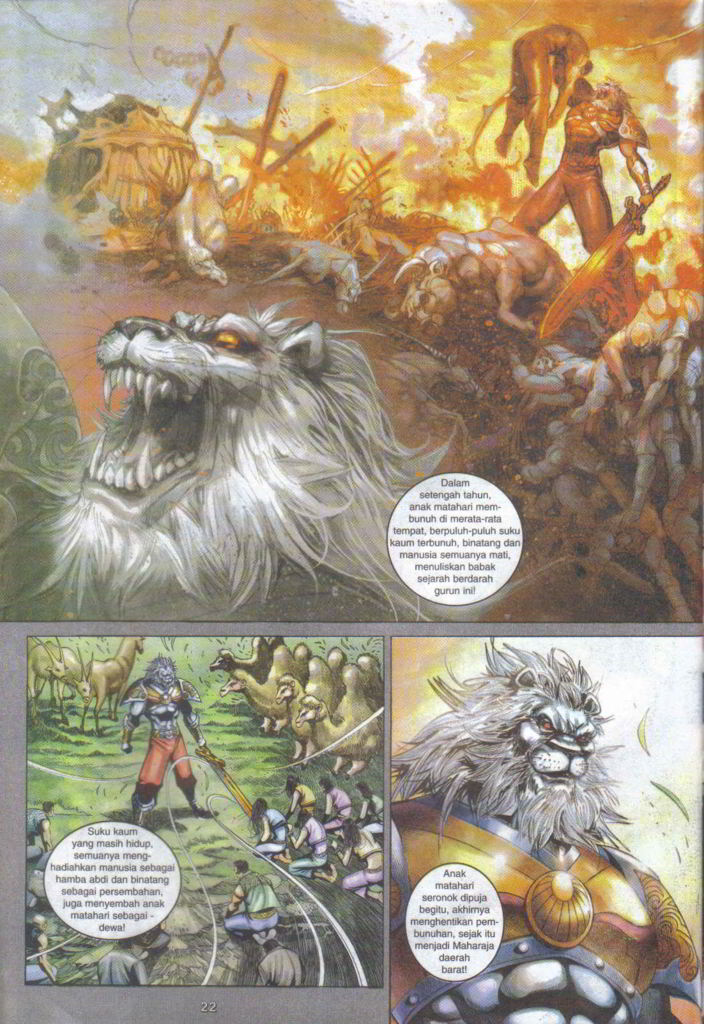 Dalam
setengah tahun,
anak matahari mem-
bunuh di merata-rata
tempat, berpuluh-puluh suku
kaum terbunuh, binatang dan
manusia semuanya mati,
menuliskan babak
sejarah berdarah
gurun ini!
Suku kaum
yang masih hidup,
semuanya meng-
hadiahkan manusia sebagai
hamba abdi dan binatang
sebagai persembahan,
juga menyembah anak
matahari sebagai -
dewa!
Anak
matahari
seronok dipuja
begitu, akhirnya
menghentikan pem-
bunuhan, sejak itu
menjadi Maharaja
daerah
barat!
22